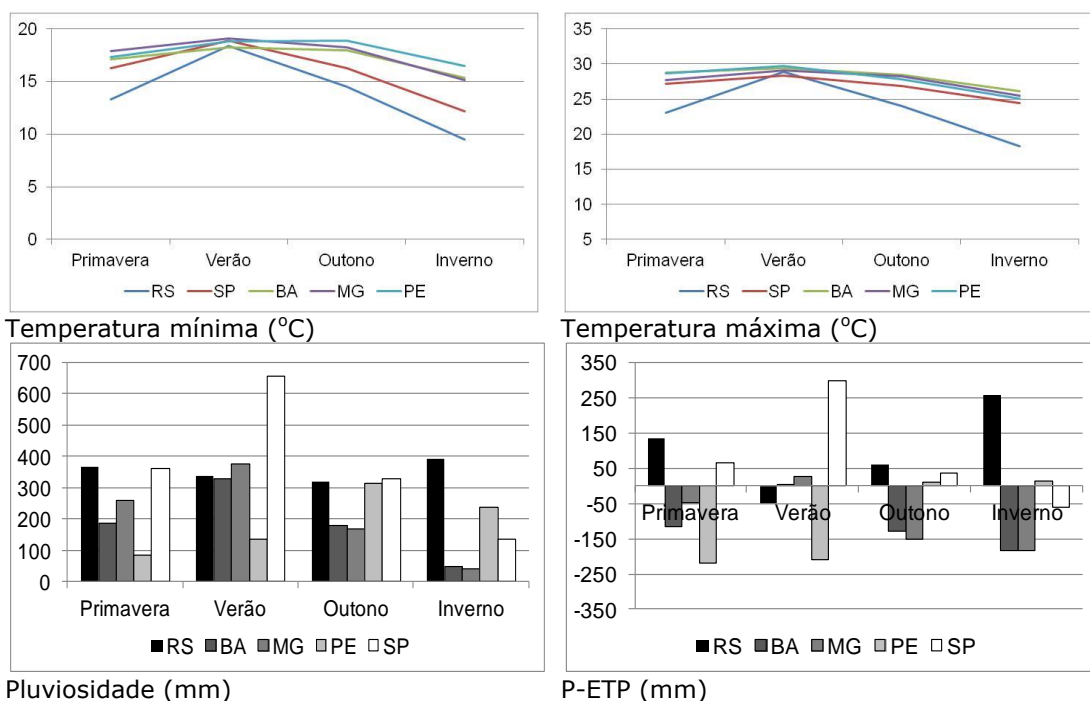 20
15
10
5
0
Primavera Verão Outono Inverno
RS SP BA MG PE
Temperatura mínima (°C)
35
30
25
20
15
10
5
Primavera Verão Outono Inverno
RS SP BA MG PE
Temperatura máxima (°C)
700
600
500
400
300
200
100
0
Primavera Verão Outono Inverno
RS BA MG PE SP
Pluviosidade (mm)
350
250
150
50
-50
-150
-250
-350
Primavera Verão Outono Inverno
RS BA MG PE SP
P-ETP (mm)